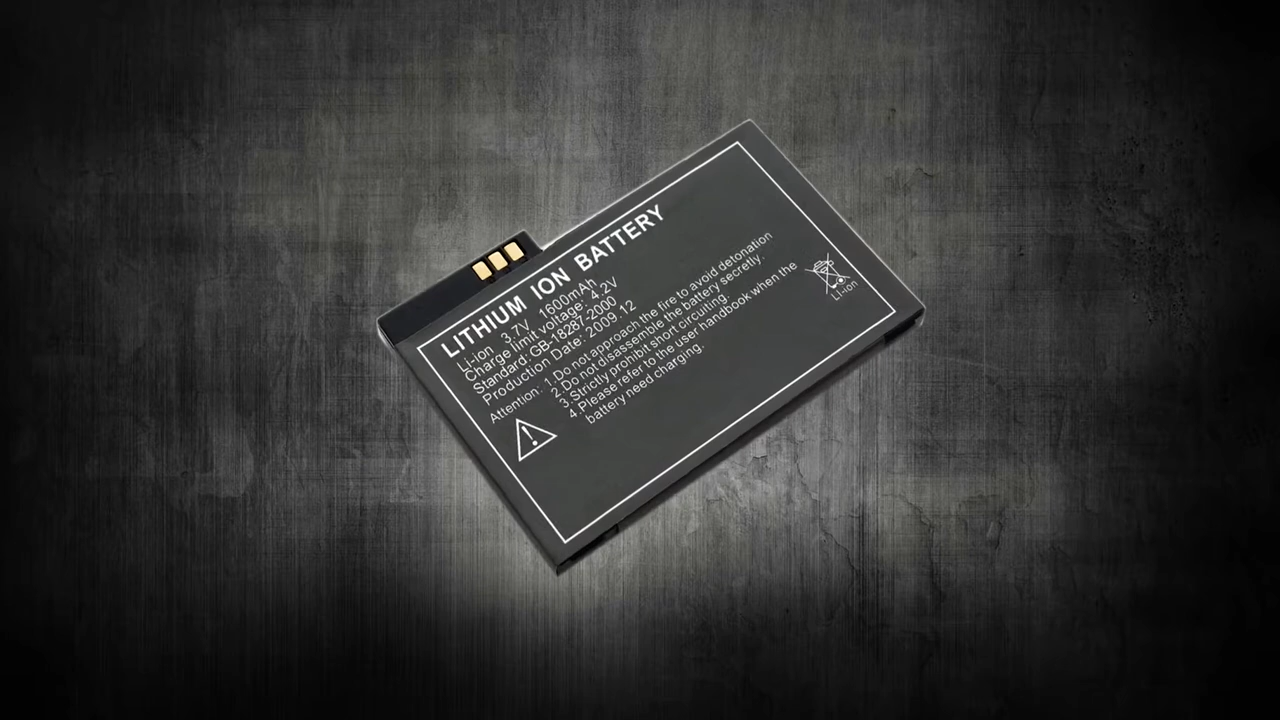 LITHIUM ION BATTERY
Li-ion 3.7V 1600mAh
Charge limit voltage: 4.2V
Standard:GB-18287-2000
Production Date: 2009.12
Attention: 1.Do not approach the fire to avoid detonation
2.Do not disassemble the battery secretly.
3.Strictly prohibit short circuiting.
4.Please refer to the user handbook when the
battery need charging.
LI-ion